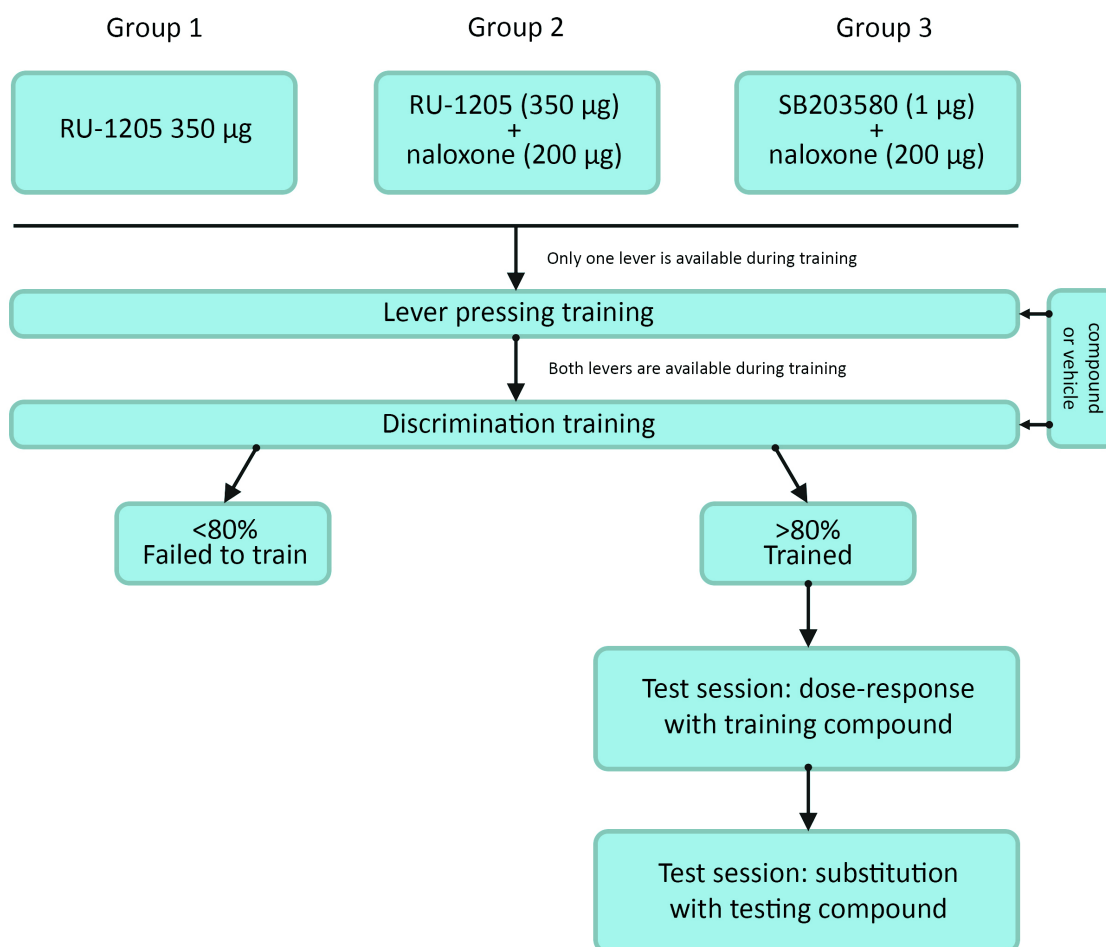 Group 1
Group 2
Group 3
RU-1205 350 µg
RU-1205 (350 µg)
+
naloxone (200 µg)
SB203580 (1 µg)
+
naloxone (200 µg)
Only one lever is available during training
Lever pressing training
compound
or vehicle
Both levers are available during training
Discrimination training
<80%
Failed to train
>80%
Trained
Test session: dose-response
with training compound
Test session: substitution
with testing compound